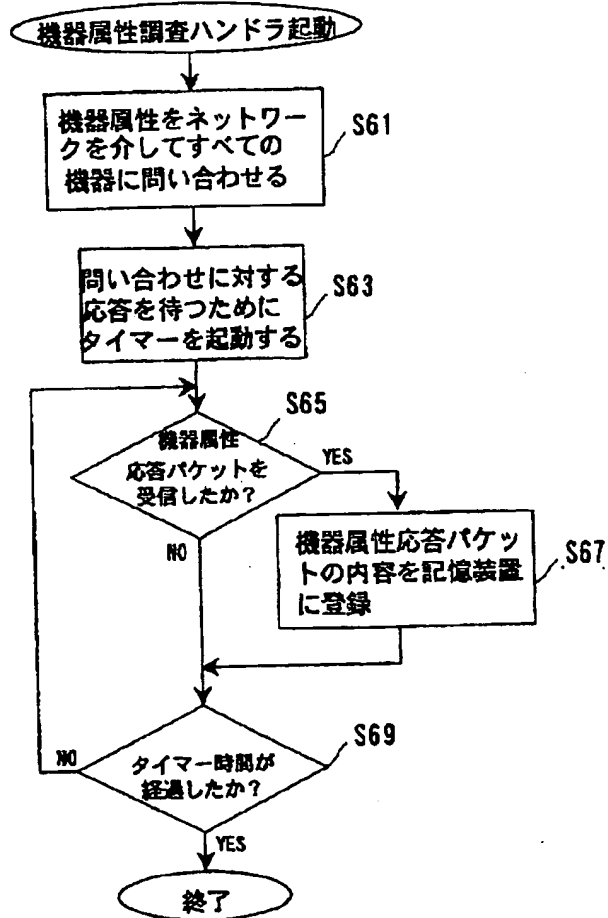 機器属性調査ハンドラ起動
機器属性をネットワー
クを介してすべての
機器に問い合わせる
S61
問い合わせに対する
応答を待つために
タイマーを起動する
S63
機器属性
応答パケットを
受信したか?
S65
YES
NO
機器属性応答パケッ
トの内容を記憶装置
に登録
S67
タイマー時間が
経過したか?
S69
NO
YES
終了